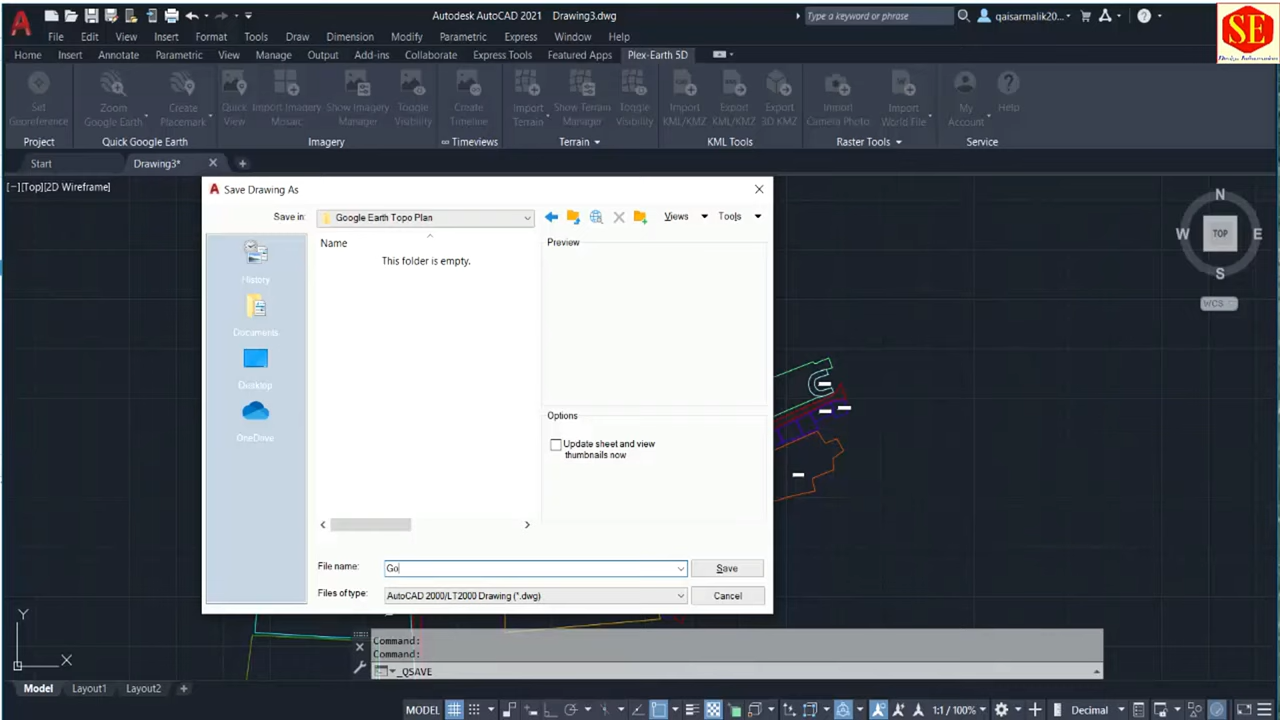 Autodesk AutoCAD 2021 Drawing3.dwg
Type a keyword or phrase
qaisarmalik20...
SE
File Edit View Insert Format Tools Draw Dimension Modify Parametric Express Window Help
Home Insert Annotate Parametric View Manage Output Add-ins Collaborate Express Tools Featured Apps Plex-Earth 5D
Set Georeference
Zoom Google Earth
Create Placemark
Quick View
Import Imagery Mosaic
Show Imagery Manager
Toggle Visibility
Create Timeline
Import Terrain
Show Terrain Manager
Toggle Visibility
Import KML/KMZ
Export KML/KMZ
Export 3D KMZ
Import Camera Photo
Import World File
My Account
Help
Project Quick Google Earth Imagery Timeviews Terrain KML Tools Raster Tools Service
Start Drawing3*
[−][Top][2D Wireframe]
Save Drawing As
Save in: Google Earth Topo Plan
Views Tools
Name
This folder is empty.
Preview
History
Documents
Desktop
OneDrive
Options
Update sheet and view
thumbnails now
File name: Go
Save
Files of type: AutoCAD 2000/LT2000 Drawing (*.dwg)
Cancel
N
W TOP E
S
WCS
Y
X
Command:
Command:
_QSAVE
Model Layout1 Layout2
MODEL 1:1 / 100% Decimal